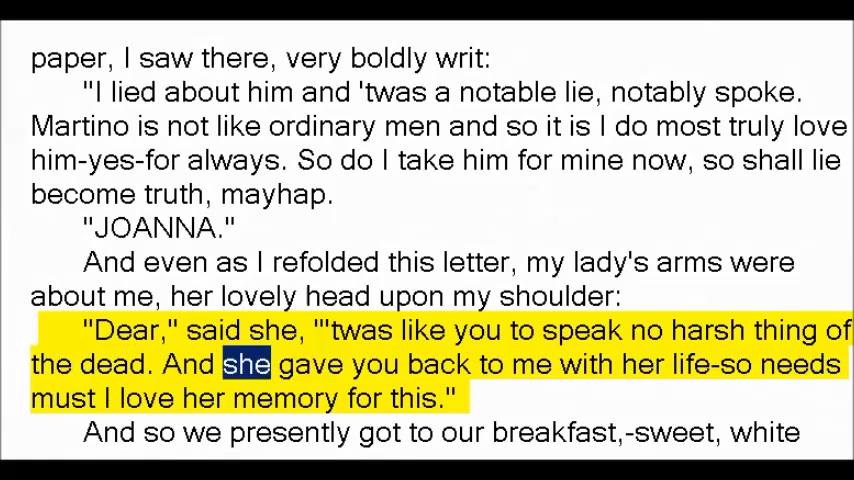 paper, I saw there, very boldly writ:
"I lied about him and 'twas a notable lie, notably spoke.
Martino is not like ordinary men and so it is I do most truly love
him-yes-for always. So do I take him for mine now, so shall lie
become truth, mayhap.
"JOANNA."
And even as I refolded this letter, my lady's arms were
about me, her lovely head upon my shoulder:
"Dear," said she, "'twas like you to speak no harsh thing of
the dead. And she gave you back to me with her life-so needs
must I love her memory for this."
And so we presently got to our breakfast,-sweet, white